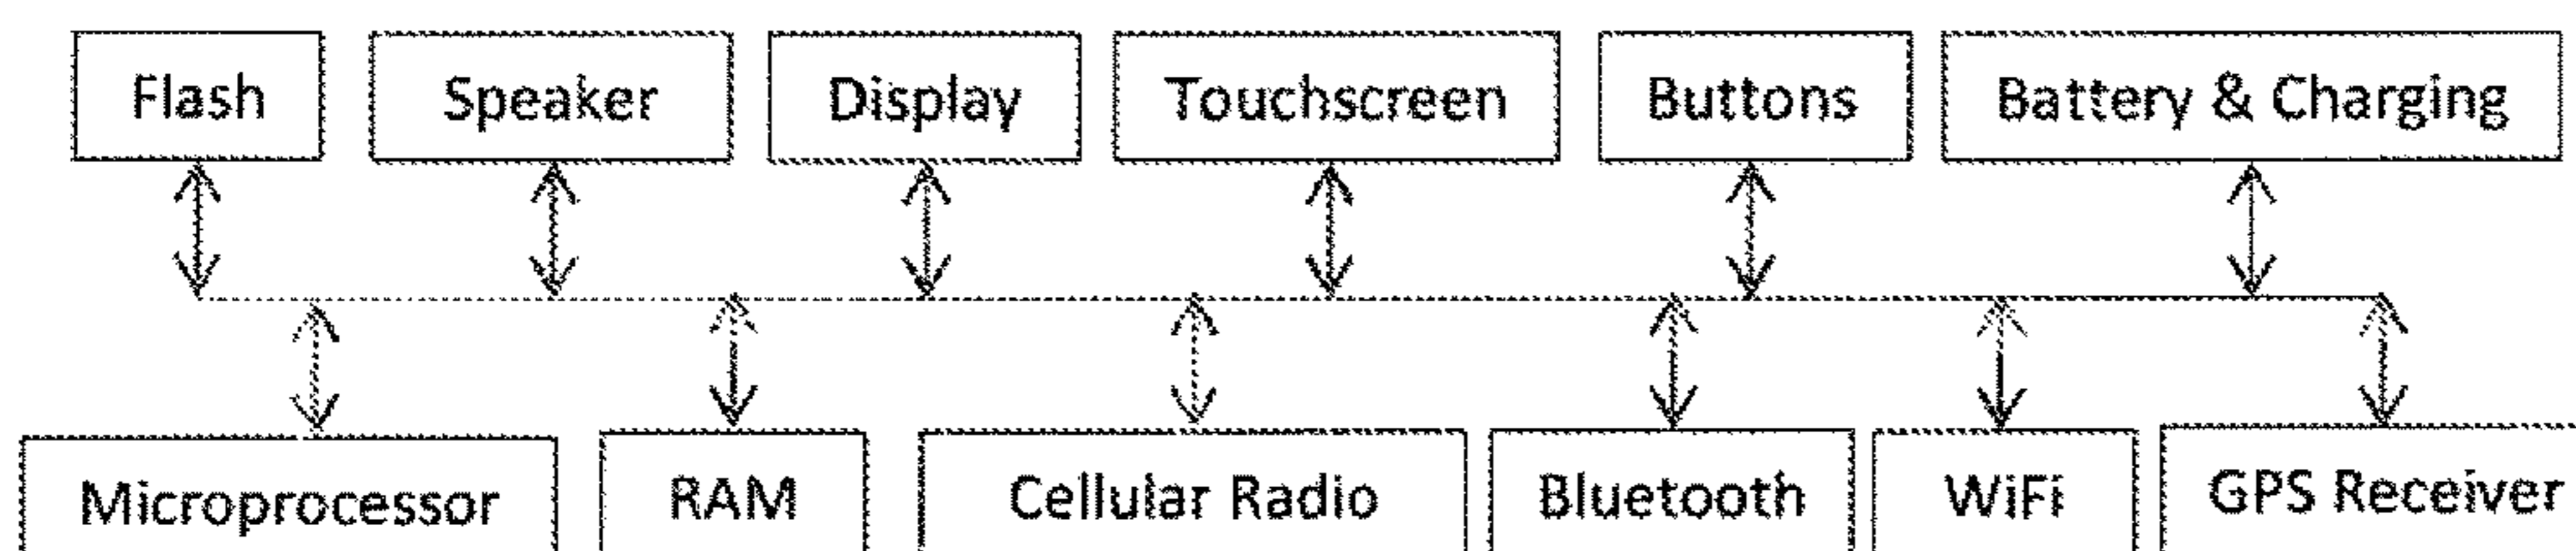 Flash Speaker Display Touchscreen Buttons Battery & Charging
Microprocessor RAM Cellular Radio Bluetooth WiFi GPS Receiver